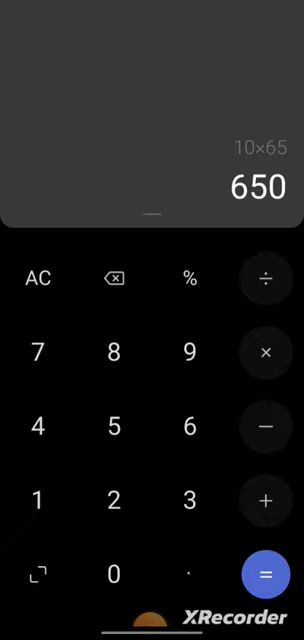 10×65
650
AC % ÷
7 8 9 ×
4 5 6 −
1 2 3 +
0 . =
XRecorder